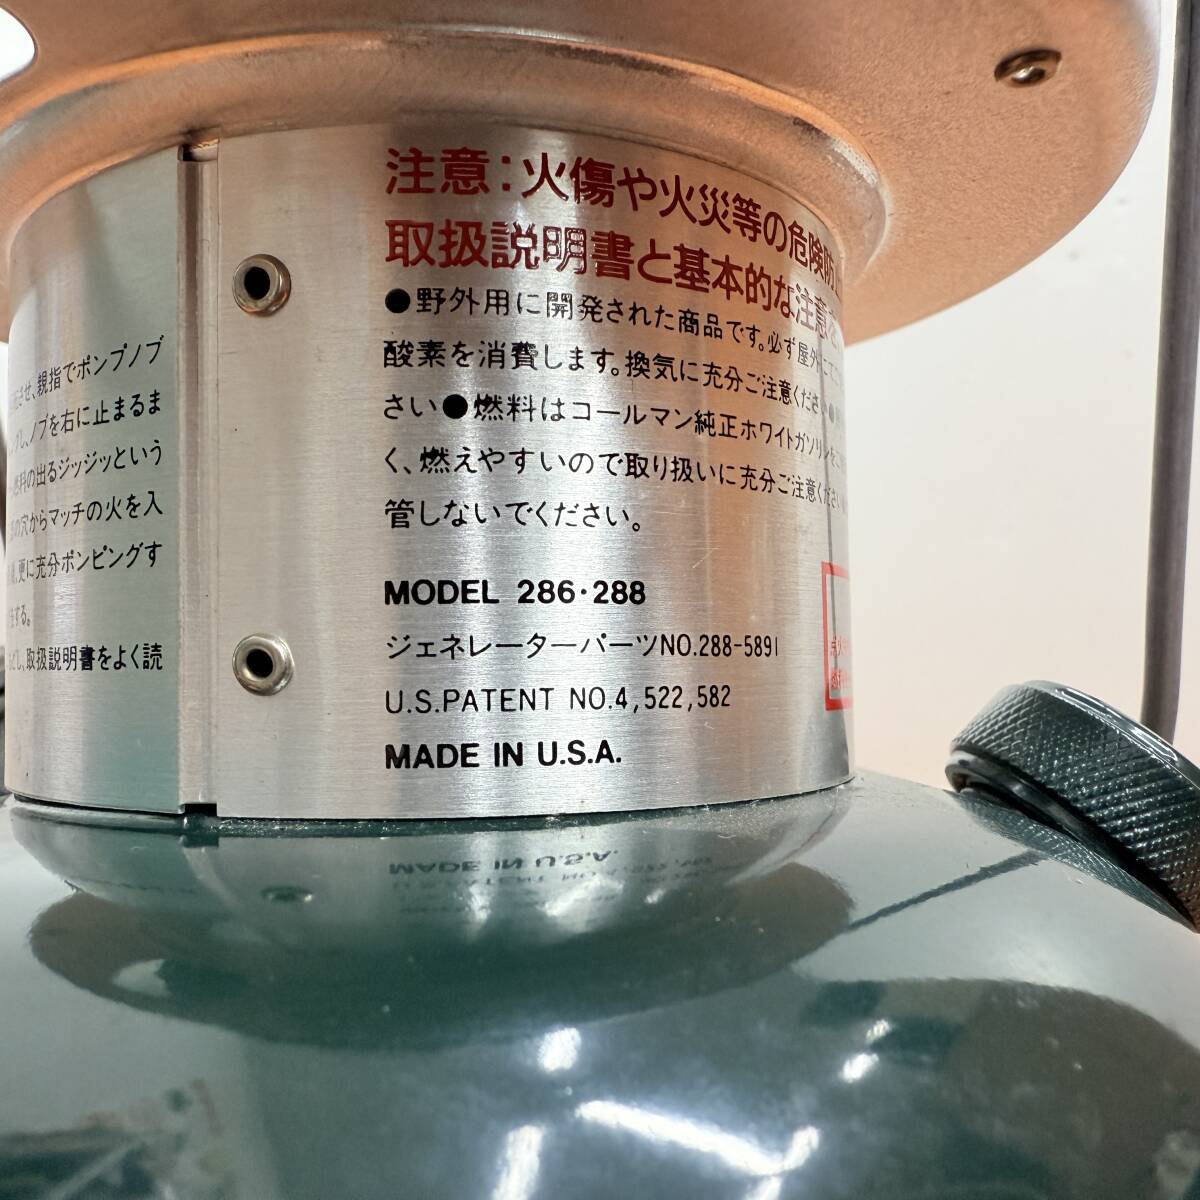 親指でポンプノブ
ノブを右に止まるま
燃料の出るジッジッという
の穴からマッチの火を入
更に充分ポンピングす
する。
取扱説明書をよく読
注意:火傷や火災等の危険防
取扱説明書と基本的な注意
●野外用に開発された商品です。必ず屋外
酸素を消費します。換気に充分ご注意くださ
さい●燃料はコールマン純正ホワイトガソリン
く、燃えやすいので取り扱いに充分ご注意くださ
管しないでください。
MODEL 286・288
ジェネレーターパーツNO.288-5891
U.S.PATENT NO.4,522,582
MADE IN U.S.A.